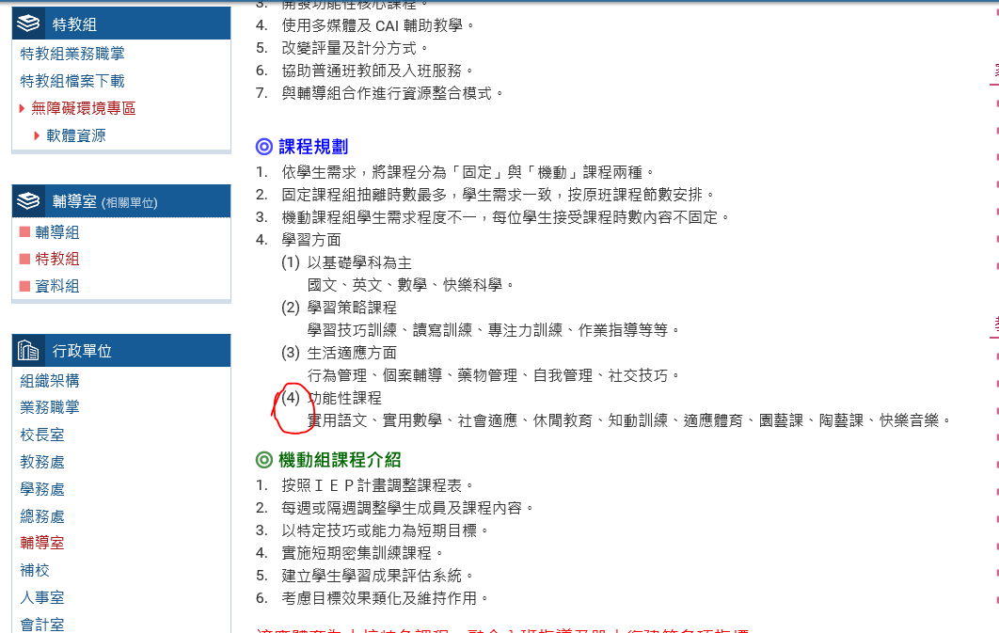 特教組
特教組業務職掌
特教組檔案下載
無障礙環境專區
軟體資源
輔導室 (相關單位)
輔導組
特教組
資料組
行政單位
組織架構
業務職掌
校長室
教務處
學務處
總務處
輔導室
補校
人事室
會計室
3. 開發功能性核心課程。
4. 使用多媒體及 CAI 輔助教學。
5. 改變評量及計分方式。
6. 協助普通班教師及入班服務。
7. 與輔導組合作進行資源整合模式。
課程規劃
1. 依學生需求，將課程分為「固定」與「機動」課程兩種。
2. 固定課程組抽離時數最多，學生需求一致，按原班課程節數安排。
3. 機動課程組學生需求程度不一，每位學生接受課程時數內容不固定。
4. 學習方面
(1) 以基礎學科為主
國文、英文、數學、快樂科學。
(2) 學習策略課程
學習技巧訓練、讀寫訓練、專注力訓練、作業指導等等。
(3) 生活適應方面
行為管理、個案輔導、藥物管理、自我管理、社交技巧。
(4) 功能性課程
實用語文、實用數學、社會適應、休閒教育、知動訓練、適應體育、園藝課、陶藝課、快樂音樂。
機動組課程介紹
1. 按照ＩＥＰ計畫調整課程表。
2. 每週或隔週調整學生成員及課程內容。
3. 以特定技巧或能力為短期目標。
4. 實施短期密集訓練課程。
5. 建立學生學習成果評估系統。
6. 考慮目標效果類化及維持作用。